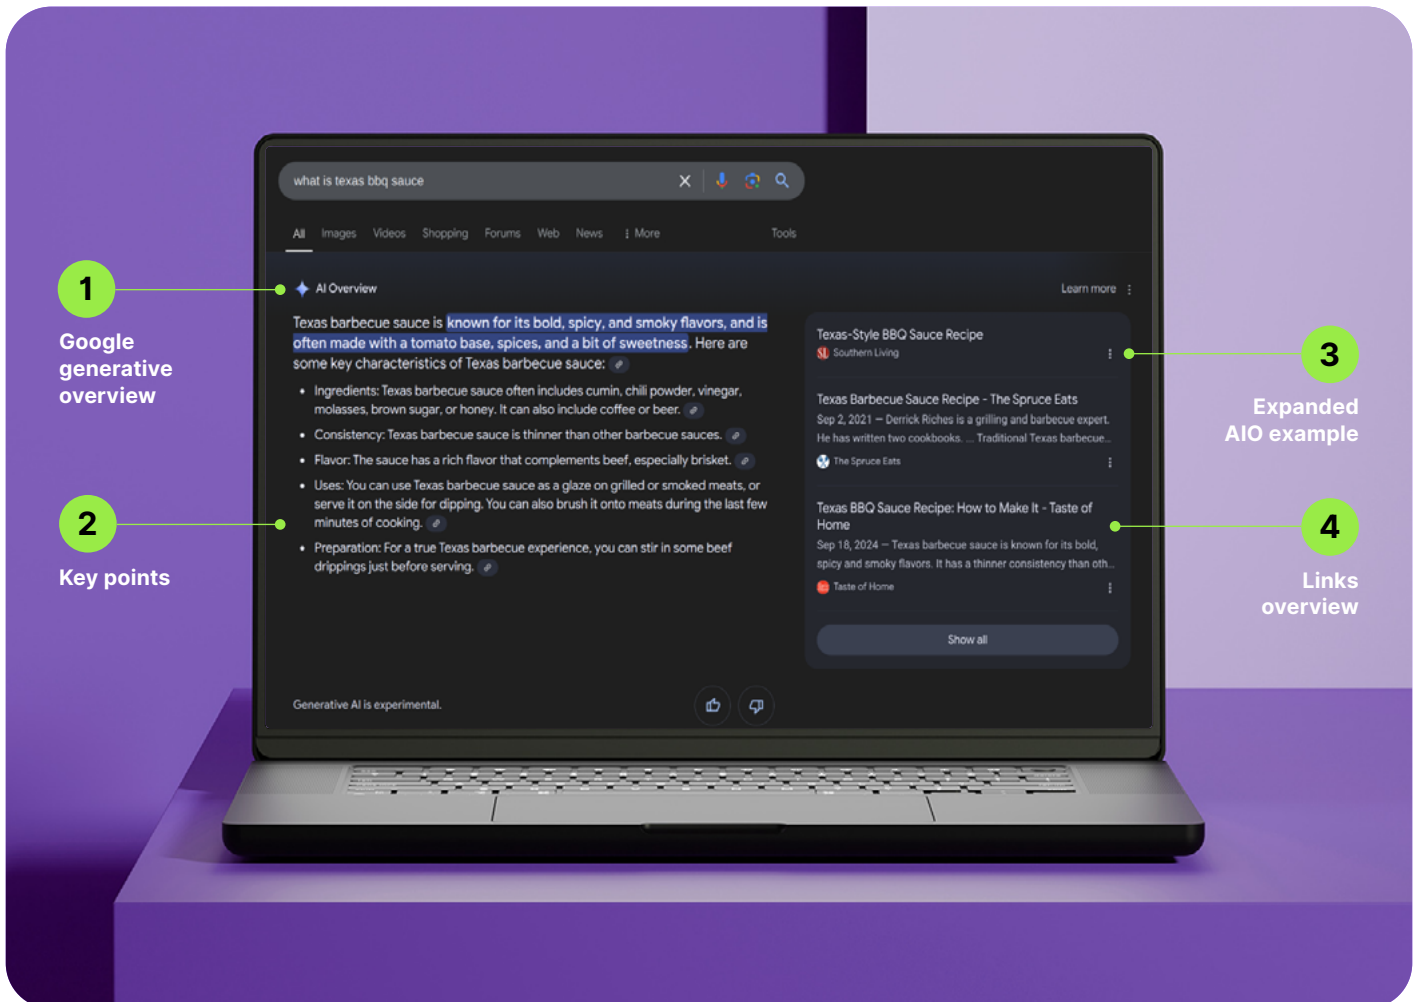 what is texas bbq sauce
All Images Videos Shopping Forums Web News More Tools
1
Google
generative
overview
AI Overview
Learn more
Texas barbecue sauce is known for its bold, spicy, and smoky flavors, and is
often made with a tomato base, spices, and a bit of sweetness. Here are
some key characteristics of Texas barbecue sauce:
• Ingredients: Texas barbecue sauce often includes cumin, chili powder, vinegar,
molasses, brown sugar, or honey. It can also include coffee or beer.
• Consistency: Texas barbecue sauce is thinner than other barbecue sauces.
• Flavor: The sauce has a rich flavor that complements beef, especially brisket.
• Uses: You can use Texas barbecue sauce as a glaze on grilled or smoked meats, or
serve it on the side for dipping. You can also brush it onto meats during the last few
minutes of cooking.
• Preparation: For a true Texas barbecue experience, you can stir in some beef
drippings just before serving.
2
Key points
Generative AI is experimental.
Texas-Style BBQ Sauce Recipe
SL Southern Living
Texas Barbecue Sauce Recipe - The Spruce Eats
Sep 2, 2021 — Derrick Riches is a grilling and barbecue expert.
He has written two cookbooks. ... Traditional Texas barbecue...
The Spruce Eats
Texas BBQ Sauce Recipe: How to Make It - Taste of
Home
Sep 18, 2024 — Texas barbecue sauce is known for its bold,
spicy and smoky flavors. It has a thinner consistency than oth...
Taste of Home
Show all
3
Expanded
AIO example
4
Links
overview